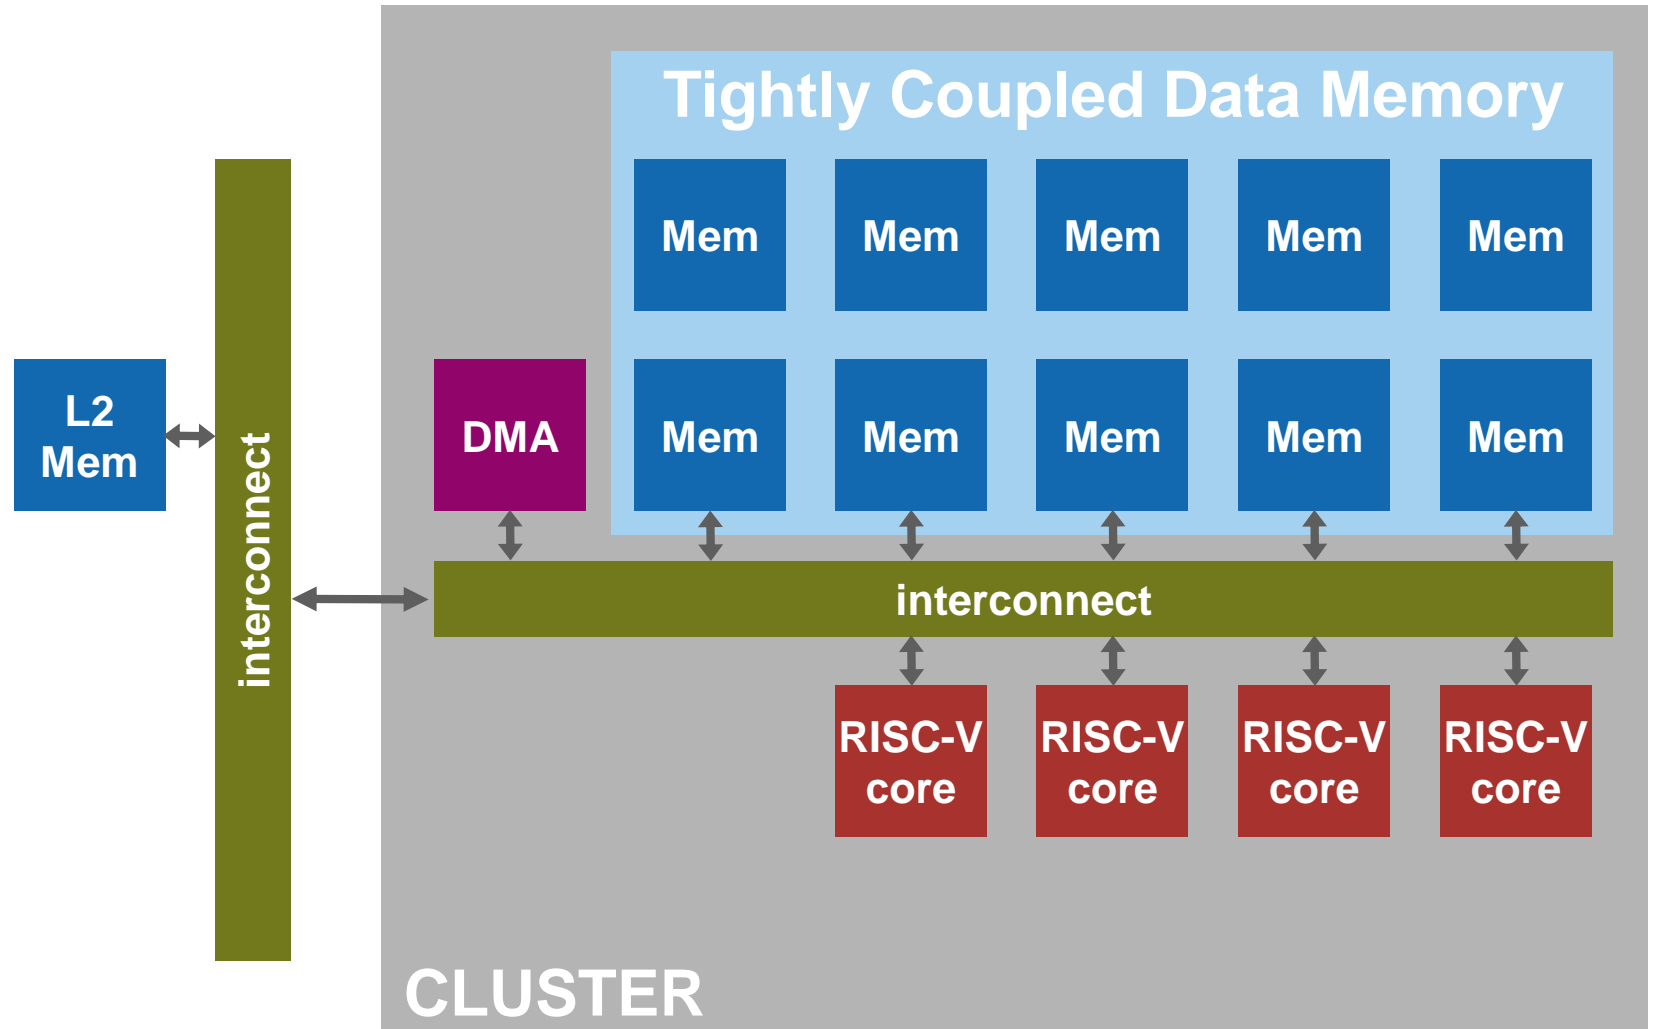 Tightly Coupled Data Memory
Mem
Mem
Mem
Mem
Mem
L2
Mem
interconnect
DMA
Mem
Mem
Mem
Mem
Mem
interconnect
RISC-V
core
RISC-V
core
RISC-V
core
RISC-V
core
CLUSTER